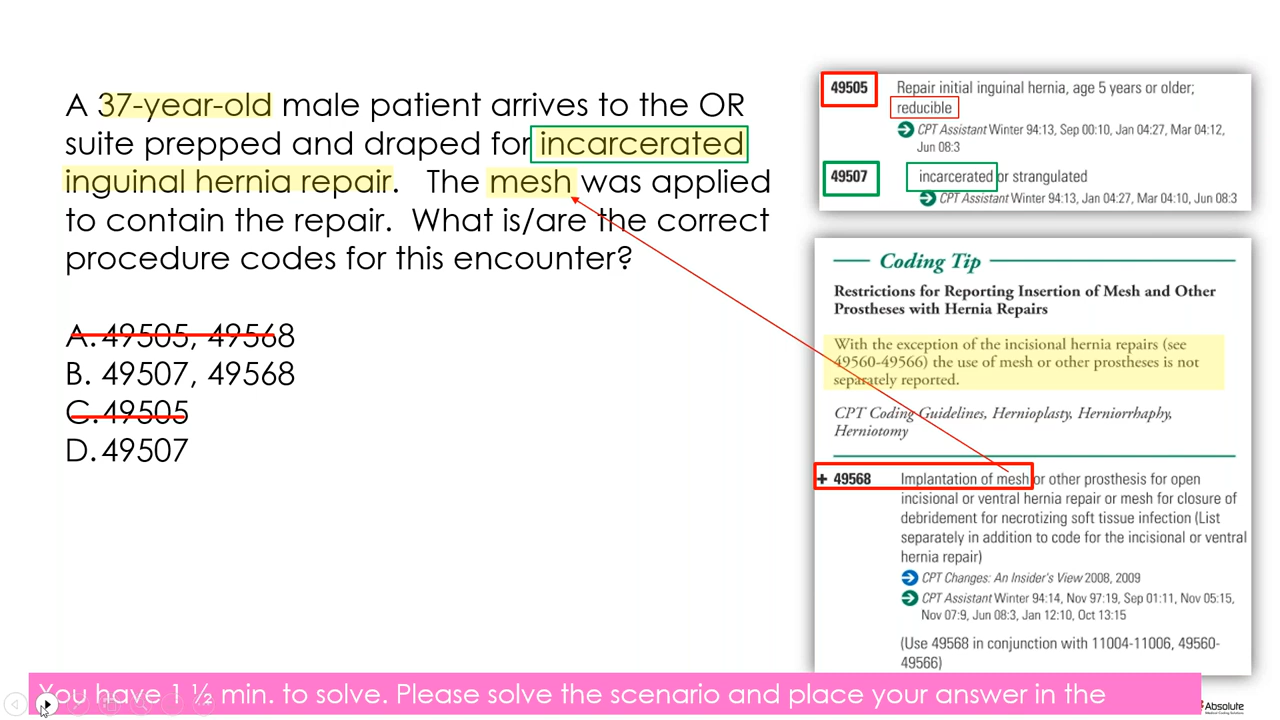 A 37-year-old male patient arrives to the OR
suite prepped and draped for incarcerated
inguinal hernia repair. The mesh was applied
to contain the repair. What is/are the correct
procedure codes for this encounter?
A. 49505, 49568
B. 49507, 49568
C. 49505
D. 49507
49505 Repair initial inguinal hernia, age 5 years or older;
reducible
CPT Assistant Winter 94:13, Sep 00:10, Jan 04:27, Mar 04:12,
Jun 08:3
49507 incarcerated or strangulated
CPT Assistant Winter 94:13, Jan 04:27, Mar 04:10, Jun 08:3
Coding Tip
Restrictions for Reporting Insertion of Mesh and Other
Prostheses with Hernia Repairs
With the exception of the incisional hernia repairs (see
49560-49566) the use of mesh or other prostheses is not
separately reported.
CPT Coding Guidelines, Hernioplasty, Herniorrhaphy,
Herniotomy
+ 49568 Implantation of mesh or other prosthesis for open
incisional or ventral hernia repair or mesh for closure of
debridement for necrotizing soft tissue infection (List
separately in addition to code for the incisional or ventral
hernia repair)
CPT Changes: An Insider's View 2008, 2009
CPT Assistant Winter 94:14, Nov 97:19, Sep 01:11, Nov 05:15,
Nov 07:9, Jun 08:3, Jan 12:10, Oct 13:15
(Use 49568 in conjunction with 11004-11006, 49560-
49566)
You have 1 ½ min. to solve. Please solve the scenario and place your answer in the
Absolute